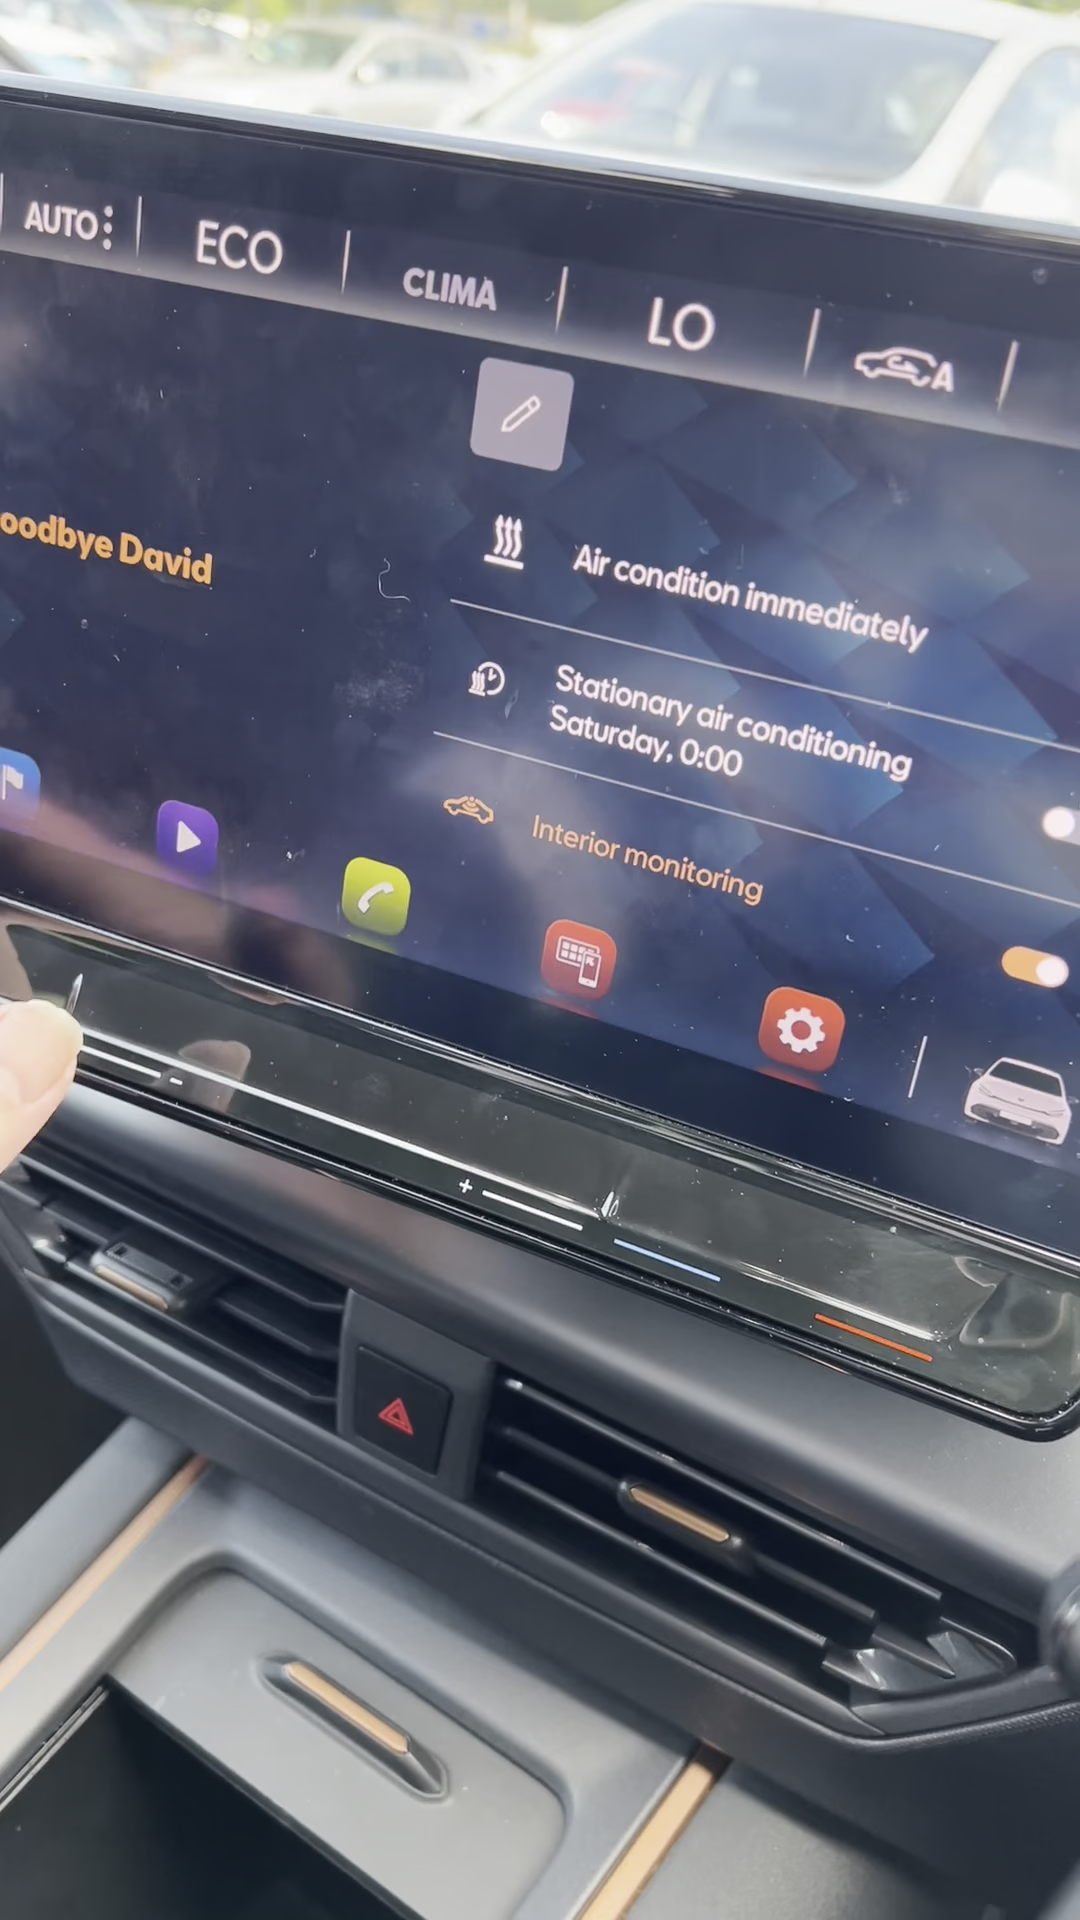 AUTO
ECO
CLIMA
LO
A
oodbye David
Air condition immediately
Stationary air conditioning
Saturday, 0:00
Interior monitoring
-
+